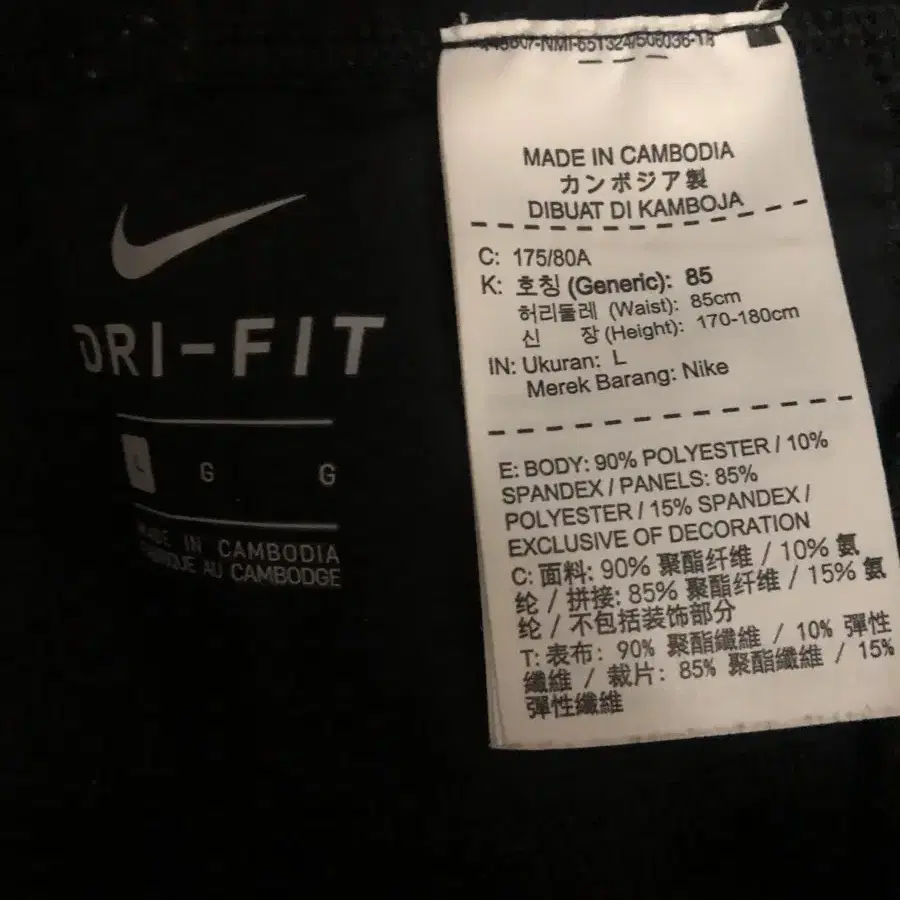 DRI-FIT
L G G
MADE IN CAMBODIA
FABRIQUE AU CAMBODGE
MADE IN CAMBODIA
カンボジア製
DIBUAT DI KAMBOJA
C: 175/80A
K: 호칭 (Generic): 85
허리둘레 (Waist): 85cm
신 장 (Height): 170-180cm
IN: Ukuran: L
Merek Barang: Nike
E: BODY: 90% POLYESTER / 10%
SPANDEX / PANELS: 85%
POLYESTER / 15% SPANDEX /
EXCLUSIVE OF DECORATION
C: 面料: 90% 聚酯纤维 / 10% 氨
纶 / 拼接: 85% 聚酯纤维 / 15% 氨
纶 / 不包括装饰部分
T: 表布: 90% 聚酯纖維 / 10% 彈性
纖維 / 裁片: 85% 聚酯纖維 / 15%
彈性纖維